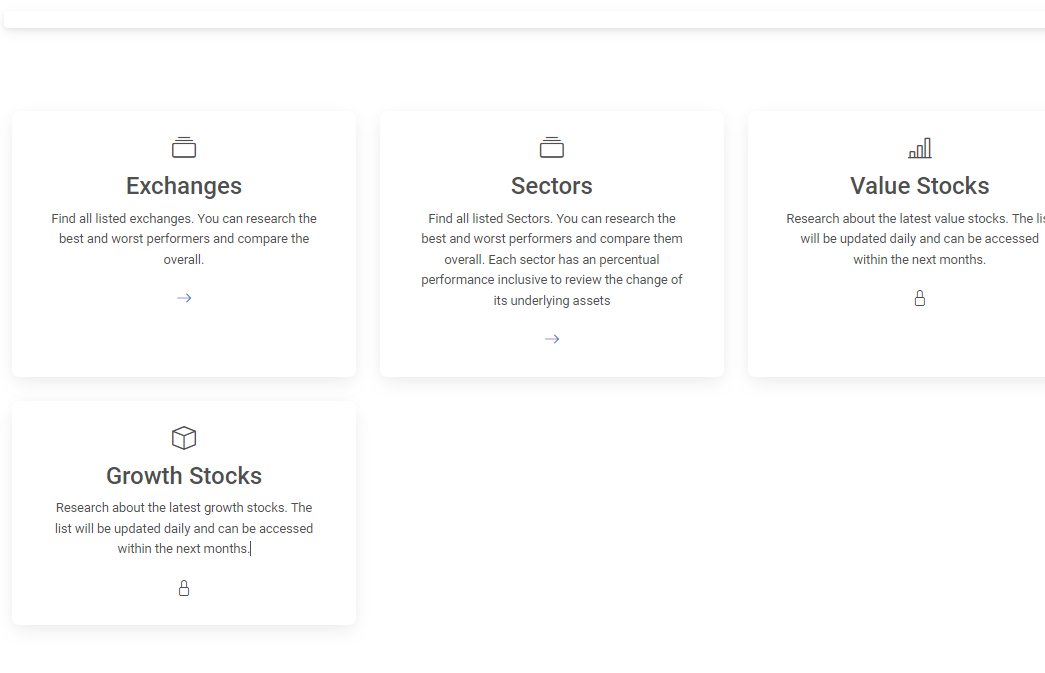 Exchanges
Find all listed exchanges. You can research the
best and worst performers and compare the
overall.
Sectors
Find all listed Sectors. You can research the
best and worst performers and compare them
overall. Each sector has an percentual
performance inclusive to review the change of
its underlying assets
Value Stocks
Research about the latest value stocks. The
will be updated daily and can be accessed
within the next months.
Growth Stocks
Research about the latest growth stocks. The
list will be updated daily and can be accessed
within the next months.